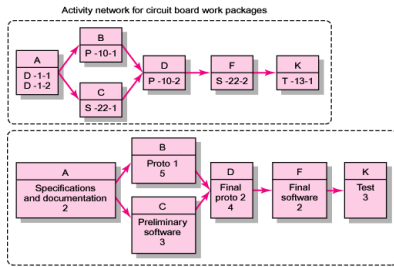 Activity network for circuit board work packages
A
D -1-1
D -1-2
B
P -10-1
C
S -22-1
D
P -10-2
F
S -22-2
K
T -13-1
A
Specifications
and documentation
2
B
Proto 1
5
C
Preliminary
software
3
D
Final
proto 2
4
F
Final
software
2
K
Test
3